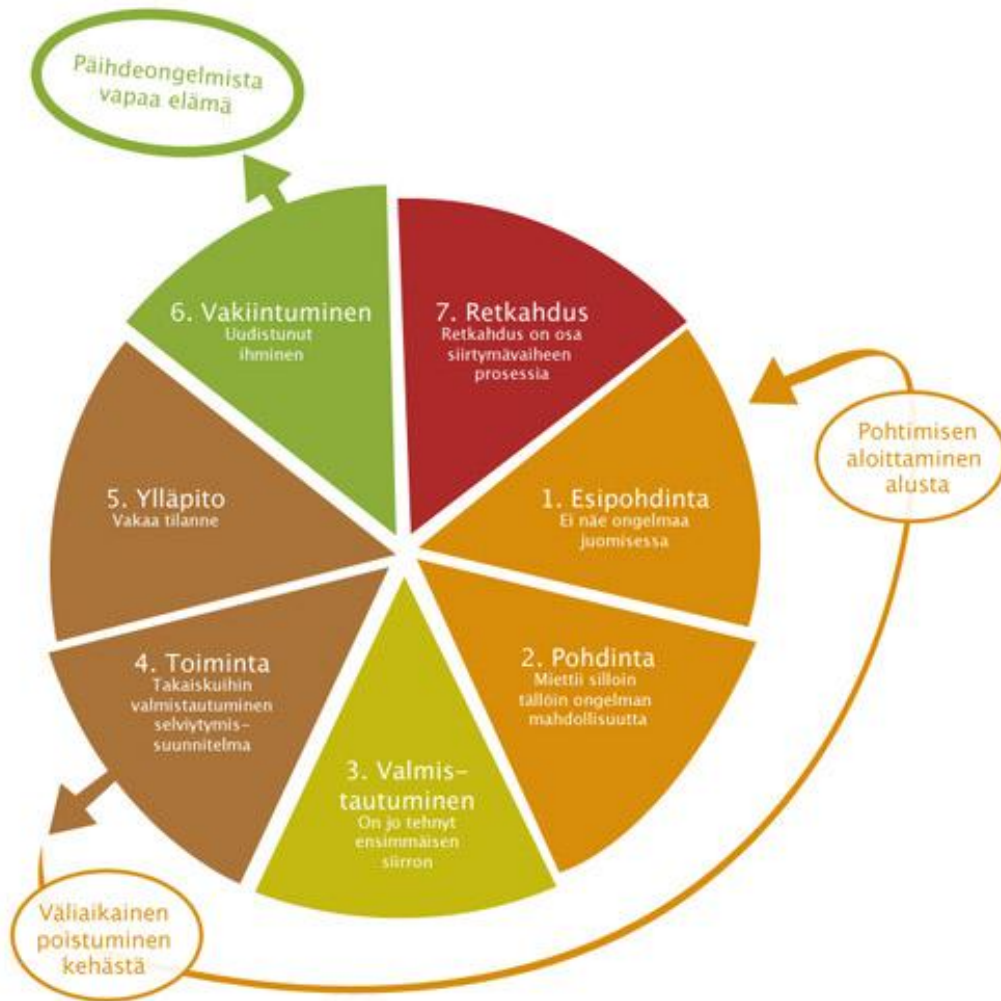 Päihdeongelmista
vapaa elämä
6. Vakiintuminen
Uudistunut
ihminen
7. Retkahdus
Retkahdus on osa
siirtymävaiheen
prosessia
Pohtimisen
aloittaminen
alusta
1. Esipohdinta
Ei näe ongelmaa
juomisessa
5. Ylläpito
Vakaa tilanne
2. Pohdinta
Miettii silloin
tällöin ongelman
mahdollisuutta
4. Toiminta
Takaiskuihin
valmistautuminen
selviytymis-
suunnitelma
3. Valmis-
tautuminen
On jo tehnyt
ensimmäisen
siirron
Väliaikainen
poistuminen
kehästä